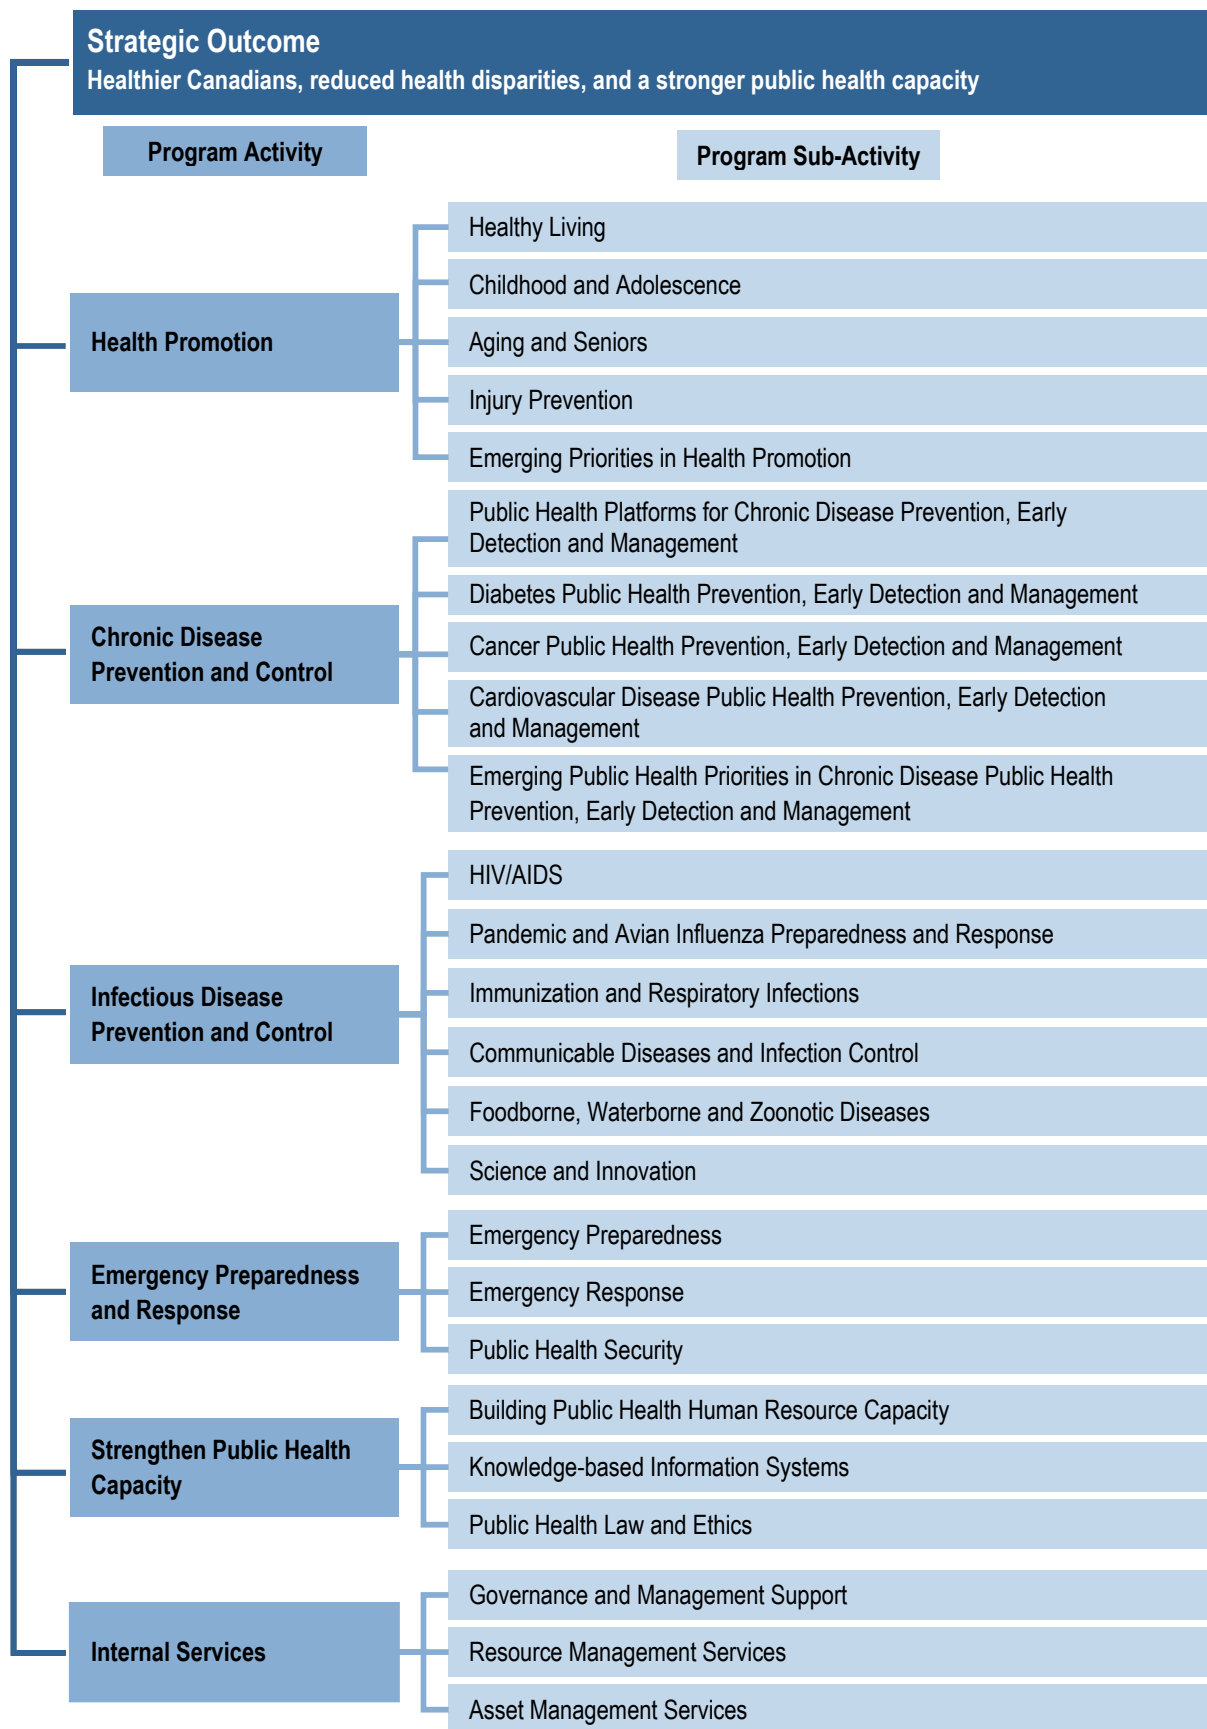 Strategic Outcome
Healthier Canadians, reduced health disparities, and a stronger public health capacity
Program Activity
Program Sub-Activity
Health Promotion
Healthy Living
Childhood and Adolescence
Aging and Seniors
Injury Prevention
Emerging Priorities in Health Promotion
Chronic Disease
Prevention and Control
Public Health Platforms for Chronic Disease Prevention, Early
Detection and Management
Diabetes Public Health Prevention, Early Detection and Management
Cancer Public Health Prevention, Early Detection and Management
Cardiovascular Disease Public Health Prevention, Early Detection
and Management
Emerging Public Health Priorities in Chronic Disease Public Health
Prevention, Early Detection and Management
Infectious Disease
Prevention and Control
HIV/AIDS
Pandemic and Avian Influenza Preparedness and Response
Immunization and Respiratory Infections
Communicable Diseases and Infection Control
Foodborne, Waterborne and Zoonotic Diseases
Science and Innovation
Emergency Preparedness
and Response
Emergency Preparedness
Emergency Response
Public Health Security
Strengthen Public Health
Capacity
Building Public Health Human Resource Capacity
Knowledge-based Information Systems
Public Health Law and Ethics
Internal Services
Governance and Management Support
Resource Management Services
Asset Management Services